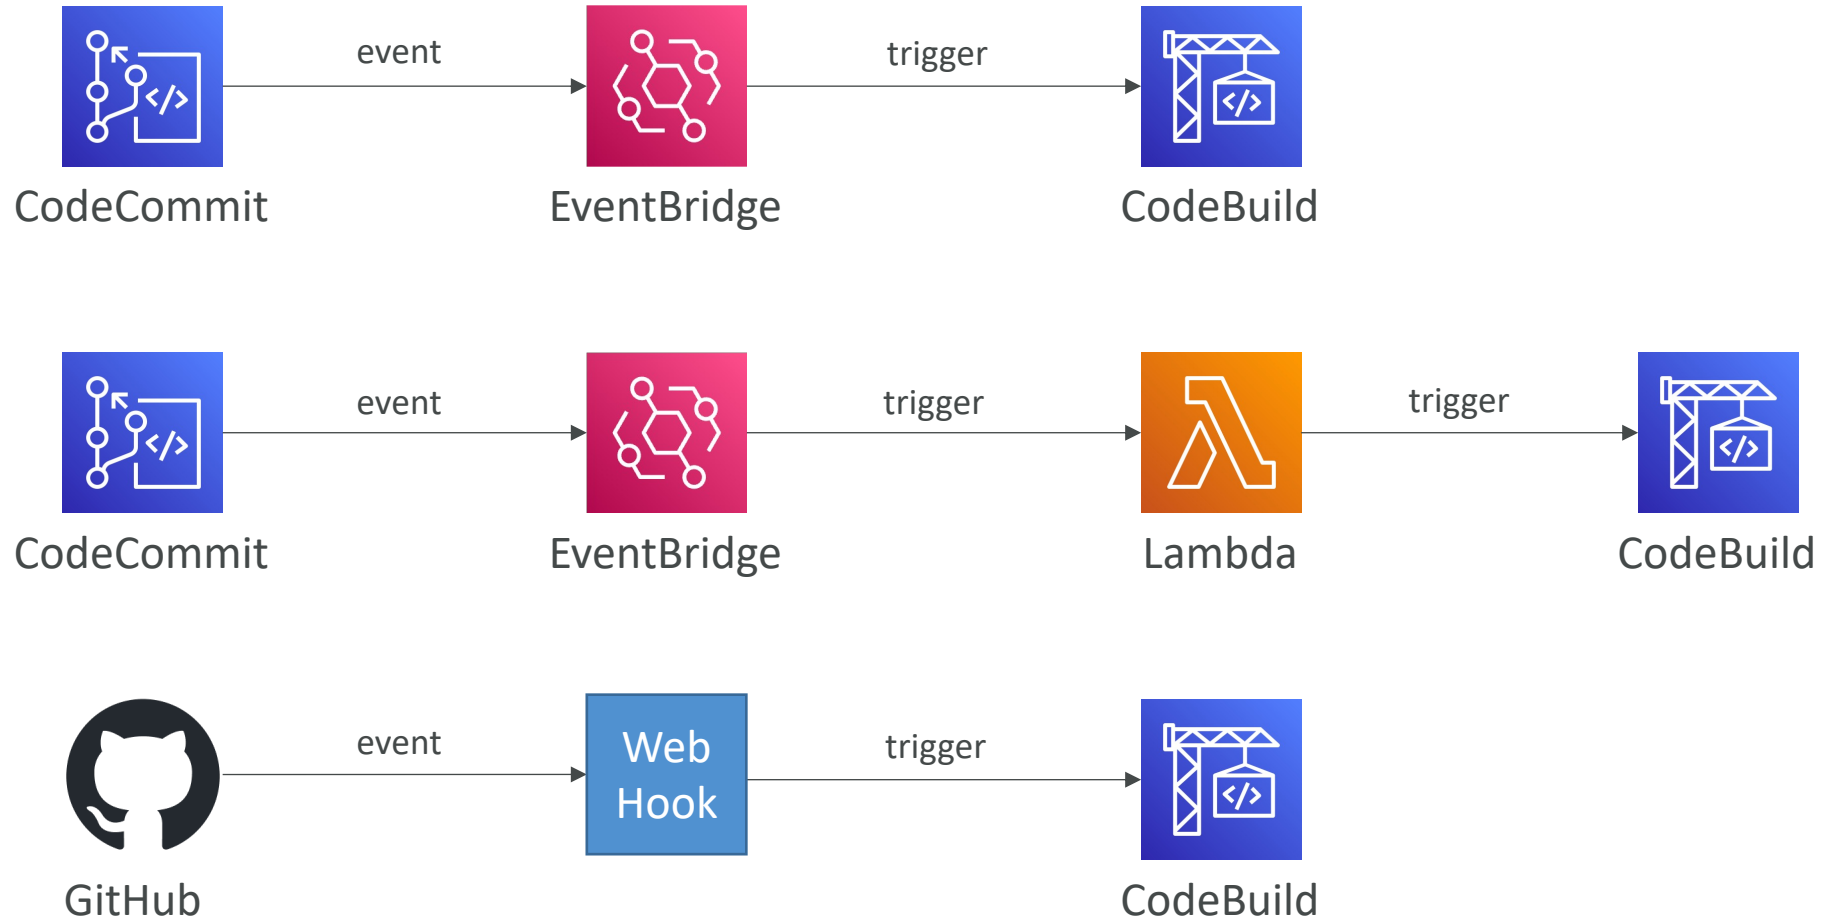 event
trigger
</>
</>
CodeCommit
EventBridge
CodeBuild
event
trigger
trigger
</>
</>
CodeCommit
EventBridge
Lambda
CodeBuild
event
Web
Hook
trigger
</>
GitHub
CodeBuild